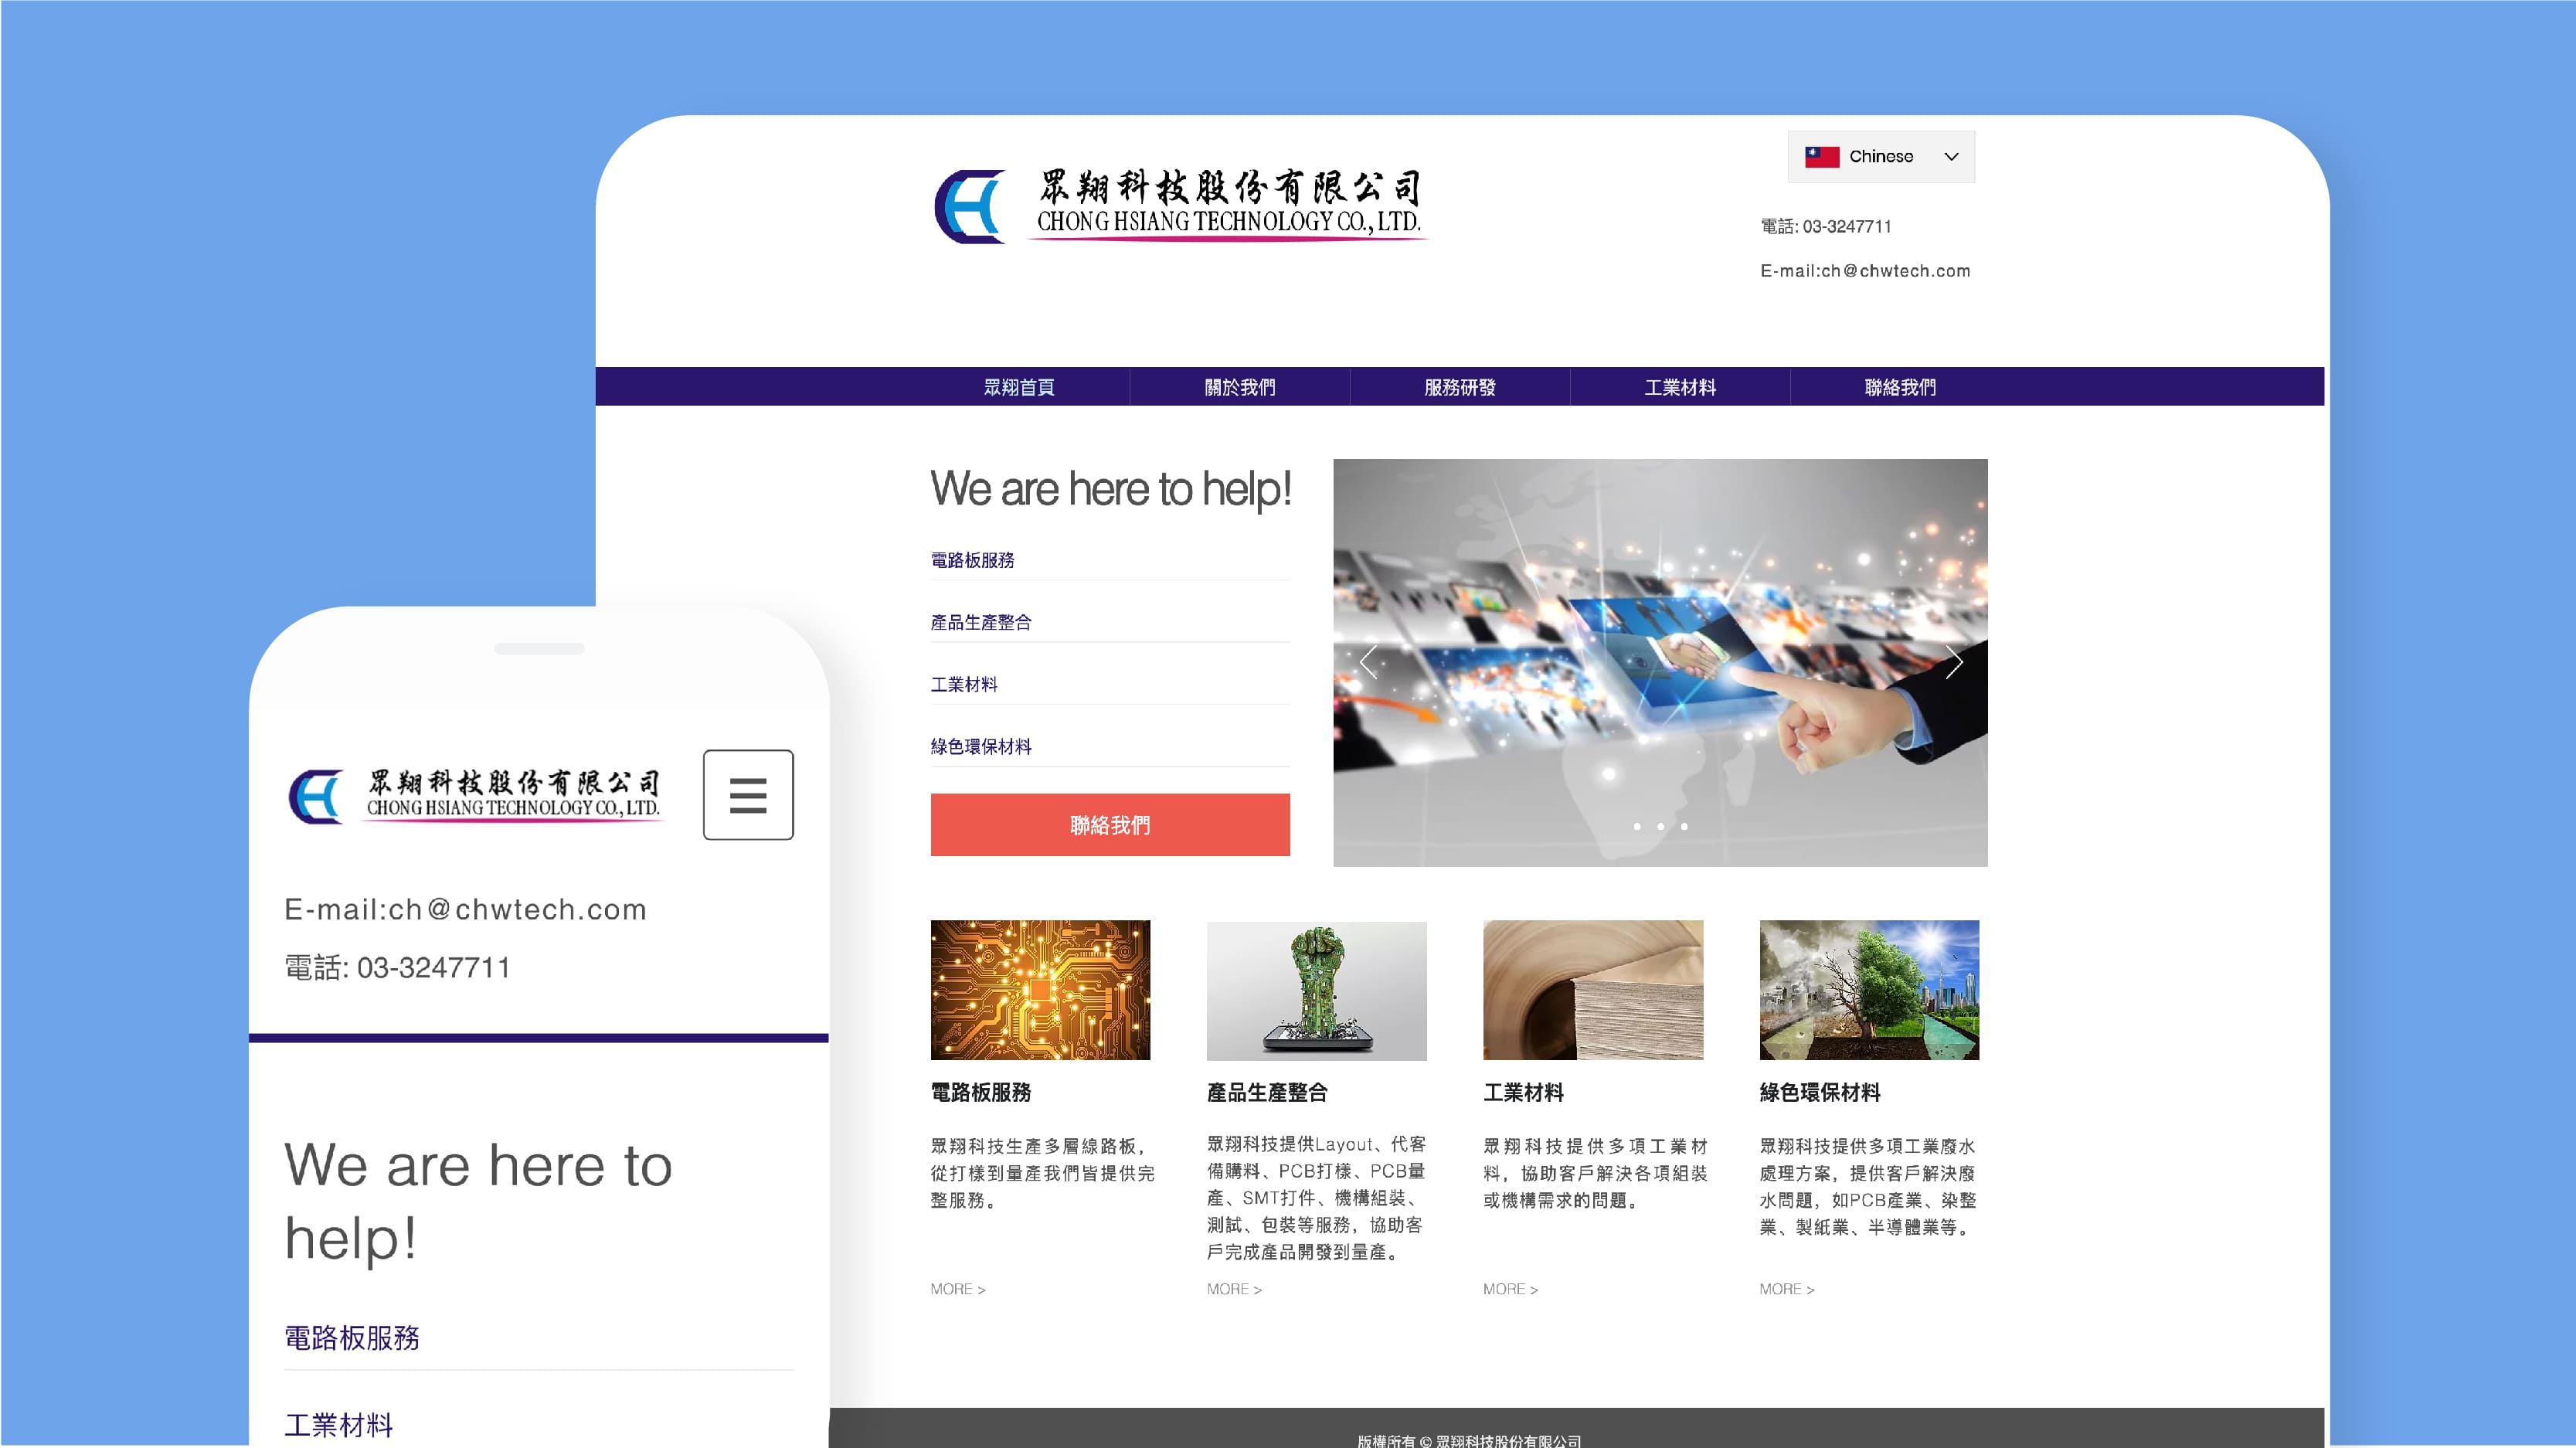 眾翔科技股份有限公司
CHONG HSIANG TECHNOLOGY CO., LTD.
Chinese
電話: 03-3247711
E-mail:ch@chwtech.com
眾翔首頁
關於我們
服務研發
工業材料
聯絡我們
We are here to help!
電路板服務
產品生產整合
工業材料
綠色環保材料
聯絡我們
電路板服務
眾翔科技生產多層線路板，
從打樣到量產我們皆提供完
整服務。
MORE >
產品生產整合
眾翔科技提供Layout、代客
備購料、PCB打樣、PCB量
產、SMT打件、機構組裝、
測試、包裝等服務，協助客
戶完成產品開發到量產。
MORE >
工業材料
眾翔科技提供多項工業材
料，協助客戶解決各項組裝
或機構需求的問題。
MORE >
綠色環保材料
眾翔科技提供多項工業廢水
處理方案，提供客戶解決廢
水問題，如PCB產業、染整
業、製紙業、半導體業等。
MORE >
版權所有 © 眾翔科技股份有限公司
眾翔科技股份有限公司
CHONG HSIANG TECHNOLOGY CO., LTD.
E-mail:ch@chwtech.com
電話: 03-3247711
We are here to
help!
電路板服務
工業材料